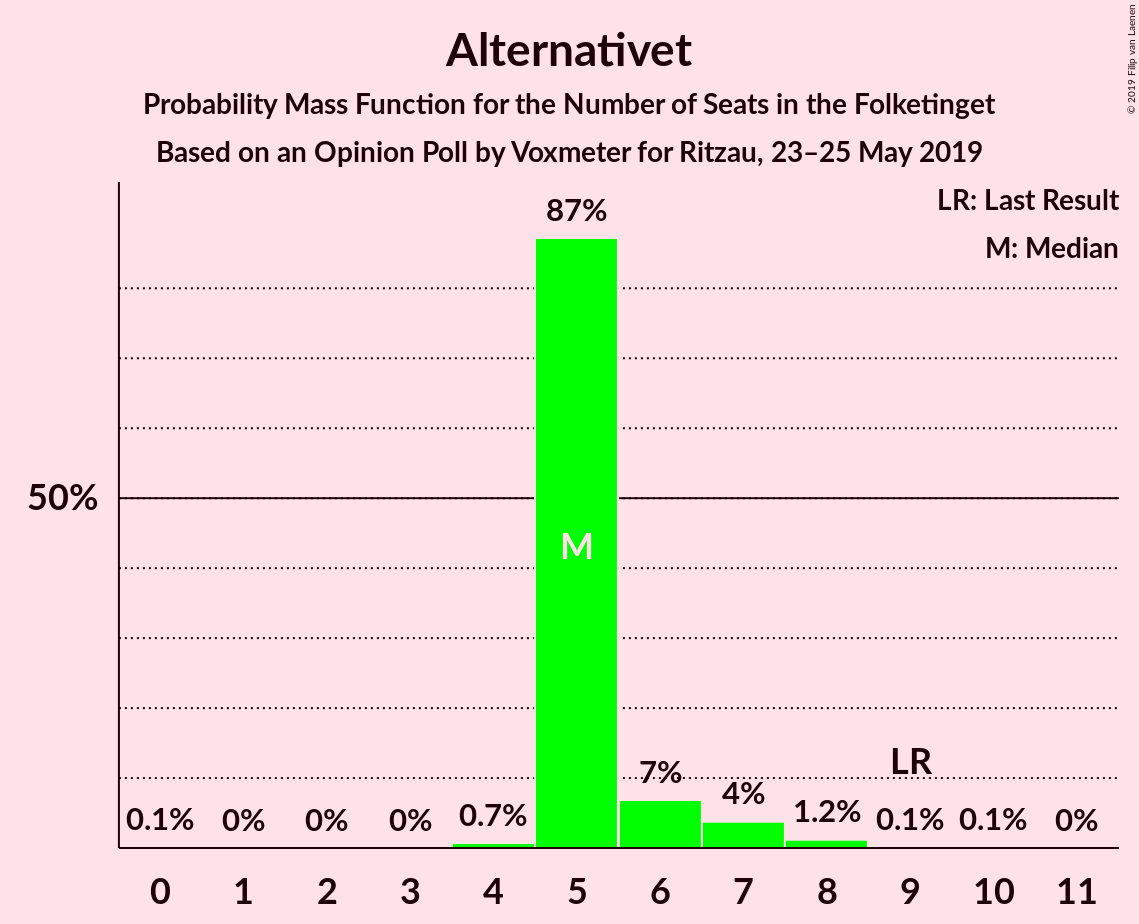 Alternativet
Probability Mass Function for the Number of Seats in the Folketinget
Based on an Opinion Poll by Voxmeter for Ritzau, 23–25 May 2019
© 2019 Filip van Laenen
LR: Last Result
M: Median
87%
50%
M
LR
0.1% 0% 0% 0% 0.7% 7% 4% 1.2% 0.1% 0.1% 0%
0 1 2 3 4 5 6 7 8 9 10 11